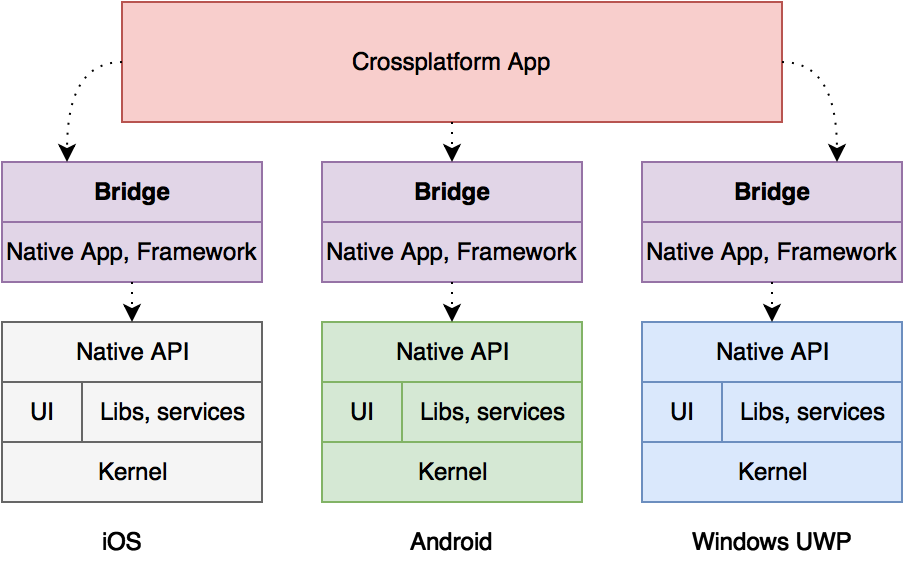 Crossplatform App
Bridge
Bridge
Bridge
Native App, Framework
Native App, Framework
Native App, Framework
Native API
Native API
Native API
UI
Libs, services
UI
Libs, services
UI
Libs, services
Kernel
Kernel
Kernel
iOS
Android
Windows UWP